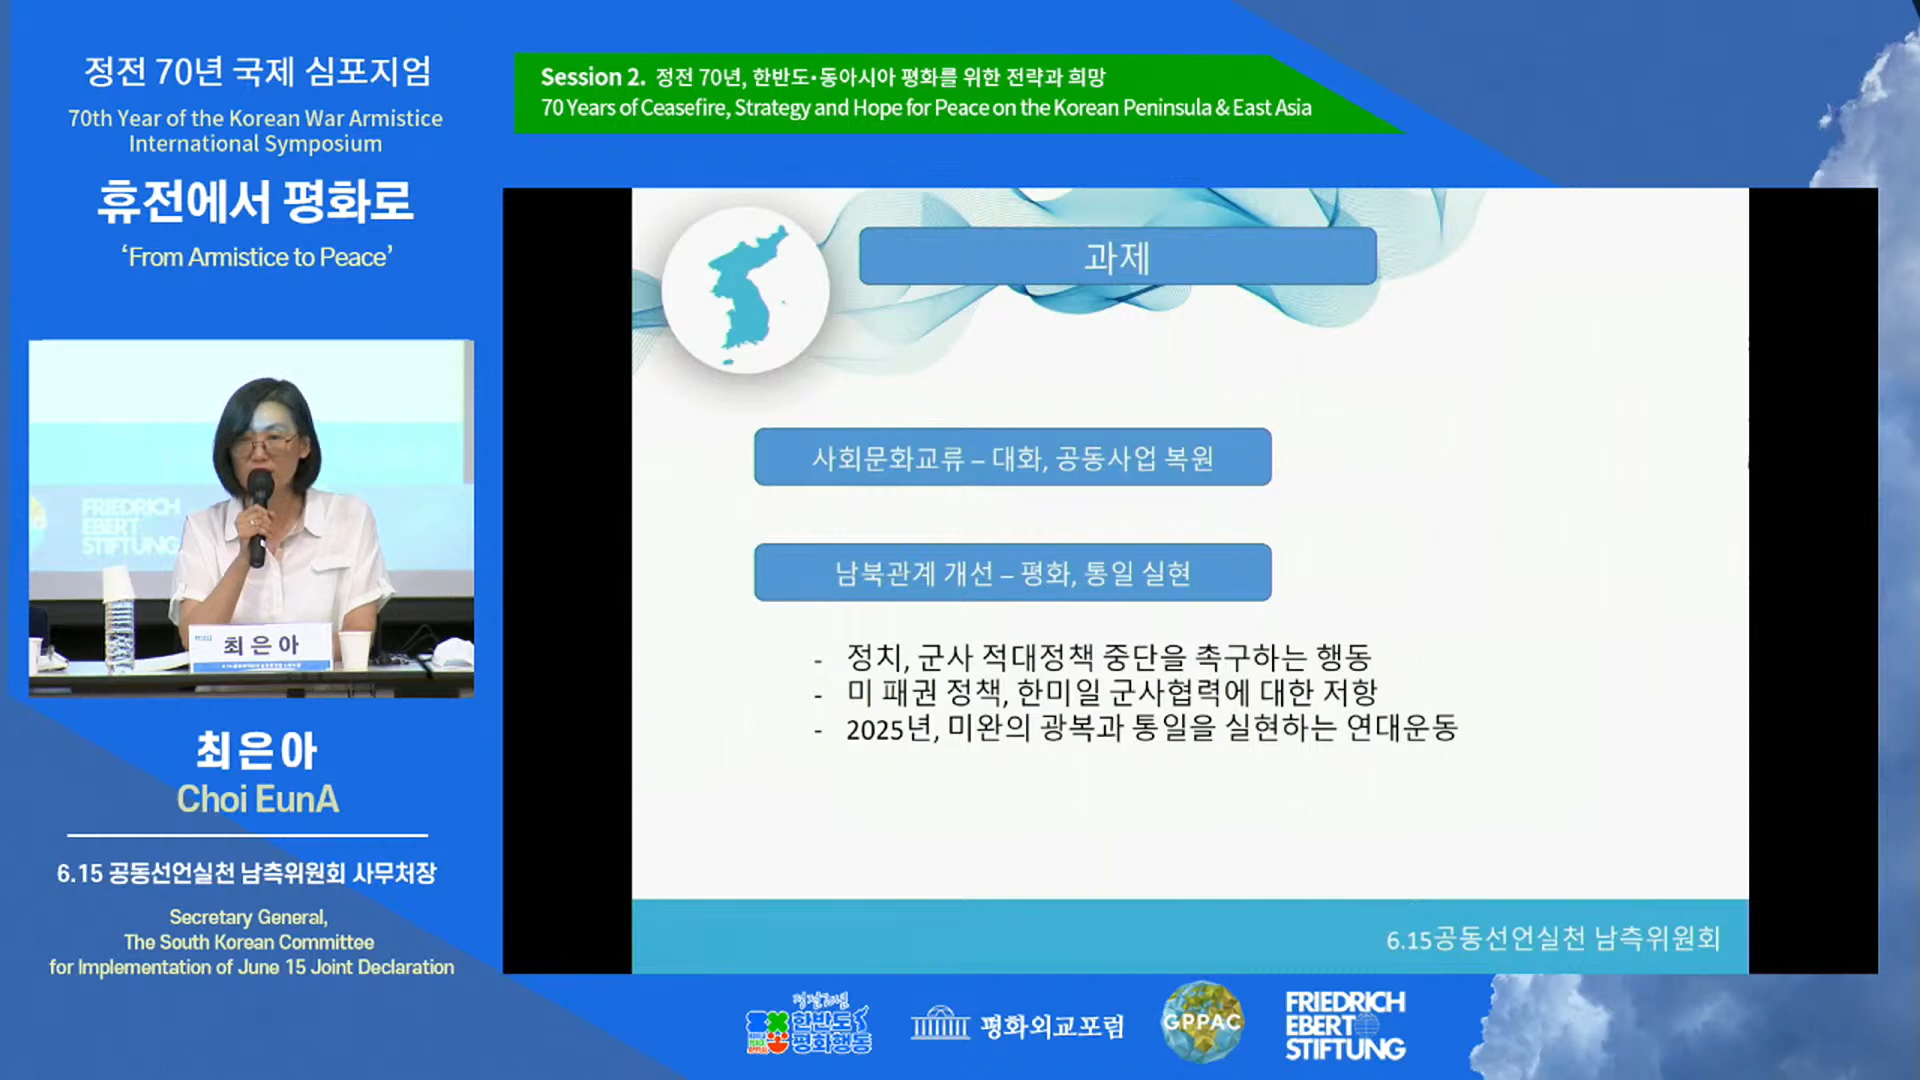 정전 70년 국제 심포지엄
70th Year of the Korean War Armistice
International Symposium
휴전에서 평화로
‘From Armistice to Peace’
Session 2. 정전 70년, 한반도·동아시아 평화를 위한 전략과 희망
70 Years of Ceasefire, Strategy and Hope for Peace on the Korean Peninsula & East Asia
과제
사회문화교류 – 대화, 공동사업 복원
남북관계 개선 – 평화, 통일 실현
- 정치, 군사 적대정책 중단을 촉구하는 행동
- 미 패권 정책, 한미일 군사협력에 대한 저항
- 2025년, 미완의 광복과 통일을 실현하는 연대운동
6.15공동선언실천 남측위원회
FRIEDRICH
EBERT
STIFTUNG
최은아
최은아
Choi EunA
6.15 공동선언실천 남측위원회 사무처장
Secretary General,
The South Korean Committee
for Implementation of June 15 Joint Declaration
정전70년
한반도
평화행동
평화외교포럼
GPPAC
FRIEDRICH
EBERT
STIFTUNG